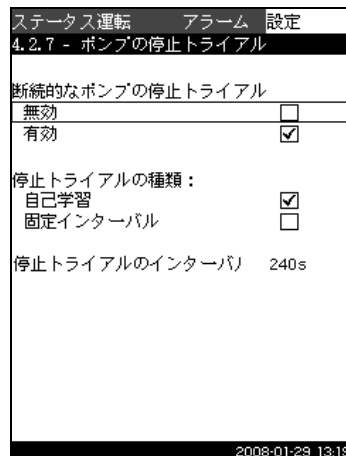 ステータス運転 アラーム 設定
4.2.7 - ポンプの停止トライアル
断続的なポンプの停止トライアル
無効
有効
停止トライアルの種類：
自己学習
固定インターバル
停止トライアルのインターバ 240s
2008-01-29 13:19